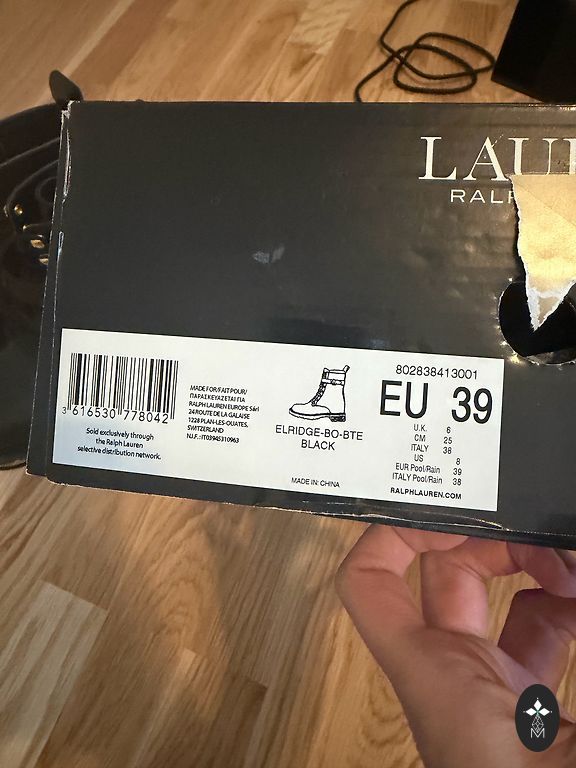 LAU
RALP
3 616530 778042
Sold exclusively through
the Ralph Lauren
selective distribution network.
MADE FOR/FAIT POUR/
ΠΑΡΑΣΚΕΥΑΖΕΤΑΙ ΓΙΑ
RALPH LAUREN EUROPE Sàrl
24 ROUTE DE LA GALAISE
1228 PLAN-LES-OUATES,
SWITZERLAND
N.I.F.:IT03945310963
ELRIDGE-BO-BTE
BLACK
MADE IN: CHINA
802838413001
EU 39
U.K. 6
CM 25
ITALY 38
US 8
EUR Pool/Rain 39
ITALY Pool/Rain 38
RALPHLAUREN.COM
M